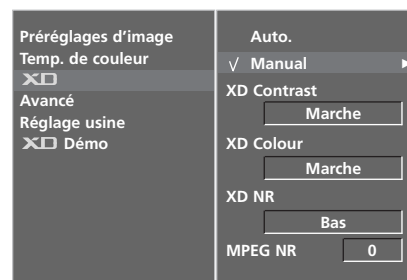 Préréglages d'image
Temp. de couleur
XD
Avancé
Réglage usine
XD Démo
Auto.
√ Manual
XD Contrast
Marche
XD Colour
Marche
XD NR
Bas
MPEG NR 0